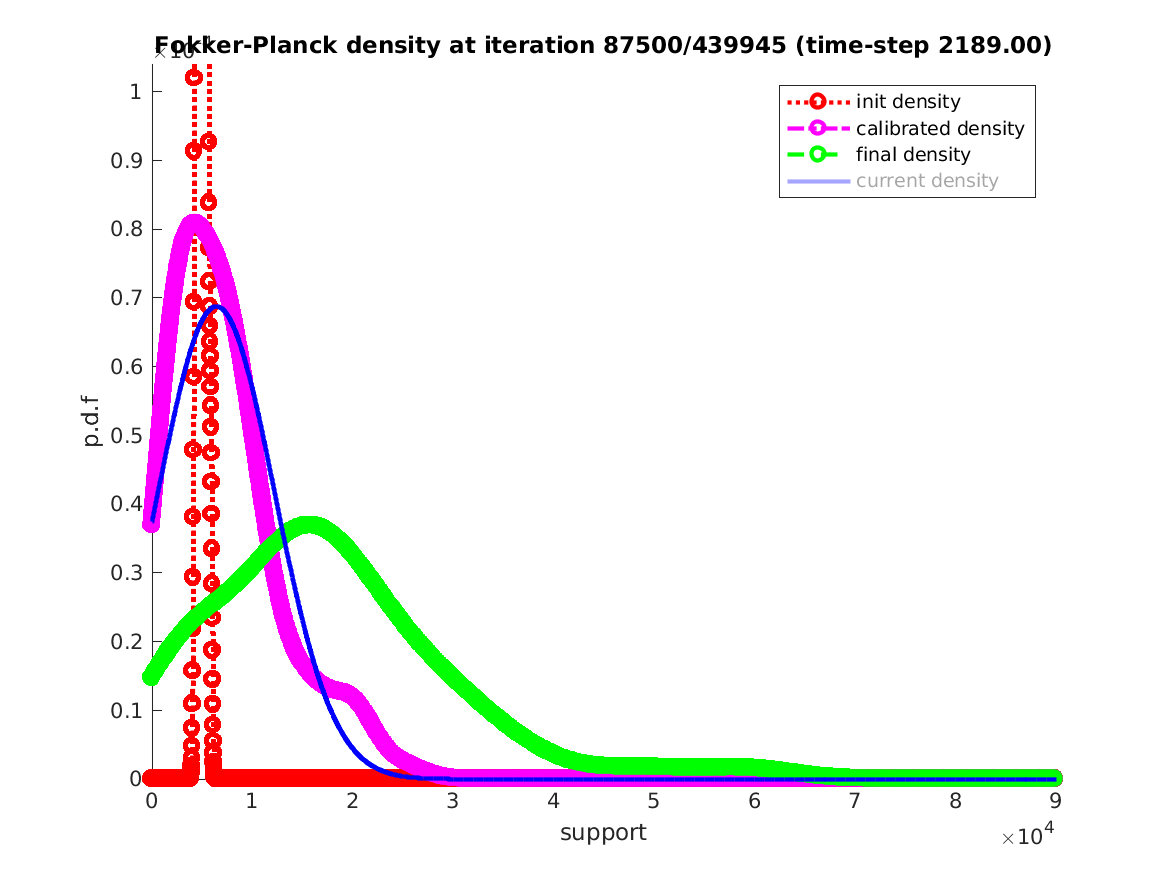 Fokker-Planck density at iteration 87500/439945 (time-step 2189.00)
init density
calibrated density
final density
current density
1
0.9
0.8
0.7
0.6
0.5
0.4
0.3
0.2
0.1
0
p.d.f
0 1 2 3 4 5 6 7 8 9
support
×10^4